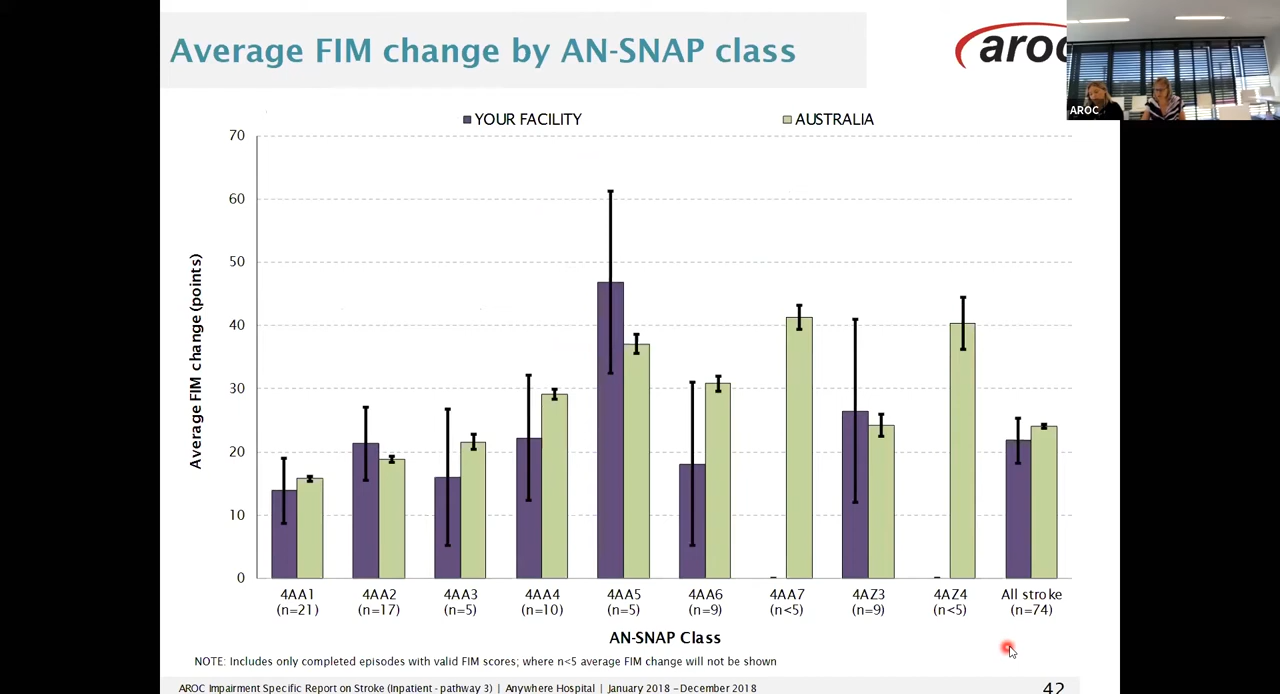 Average FIM change by AN-SNAP class
aroc
AROC
YOUR FACILITY
AUSTRALIA
70
60
50
40
30
20
10
0
Average FIM change (points)
4AA1 4AA2 4AA3 4AA4 4AA5 4AA6 4AA7 4AZ3 4AZ4 All stroke
(n=21) (n=17) (n=5) (n=10) (n=5) (n=9) (n<5) (n=9) (n<5) (n=74)
AN-SNAP Class
NOTE: Includes only completed episodes with valid FIM scores; where n<5 average FIM change will not be shown
AROC Impairment Specific Report on Stroke (Inpatient - pathway 3) | Anywhere Hospital | January 2018 – December 2018
42